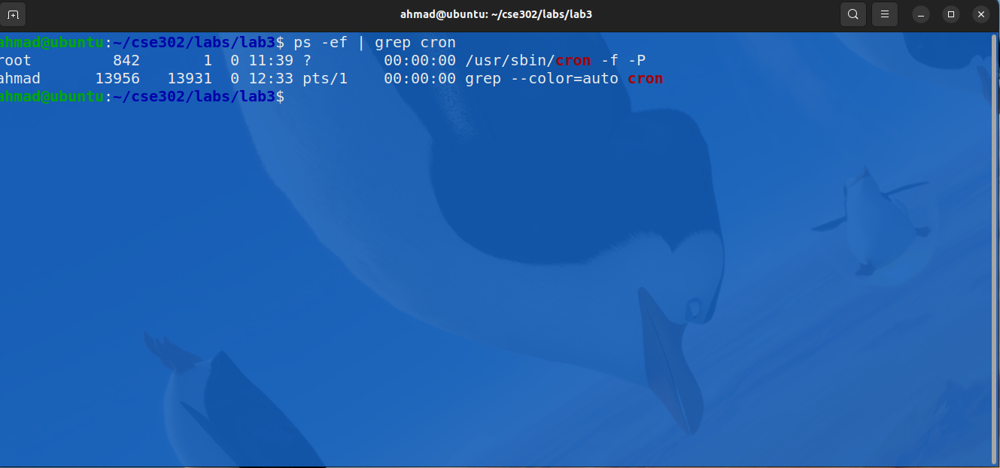 ahmad@ubuntu: ~/cse302/labs/lab3
ahmad@ubuntu:~/cse302/labs/lab3$ ps -ef | grep cron
root         842       1  0 11:39 ?        00:00:00 /usr/sbin/cron -f -P
ahmad      13956   13931  0 12:33 pts/1    00:00:00 grep --color=auto cron
ahmad@ubuntu:~/cse302/labs/lab3$